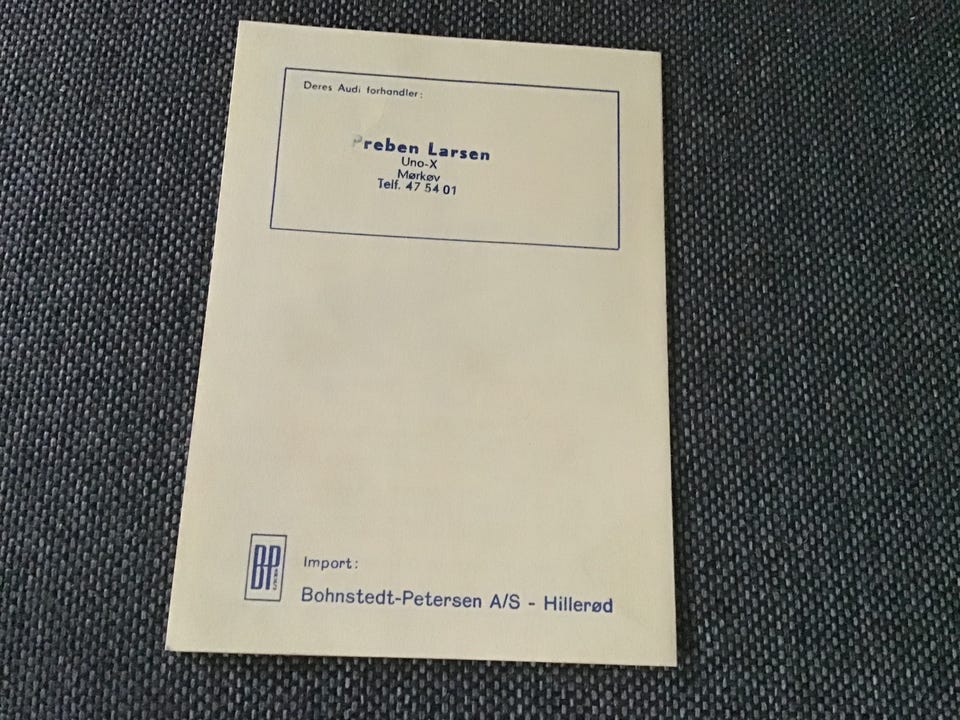 Deres Audi forhandler:
Preben Larsen
Uno-X
Mørkøv
Telf. 47 54 01
BP
Import:
Bohnstedt-Petersen A/S - Hillerød